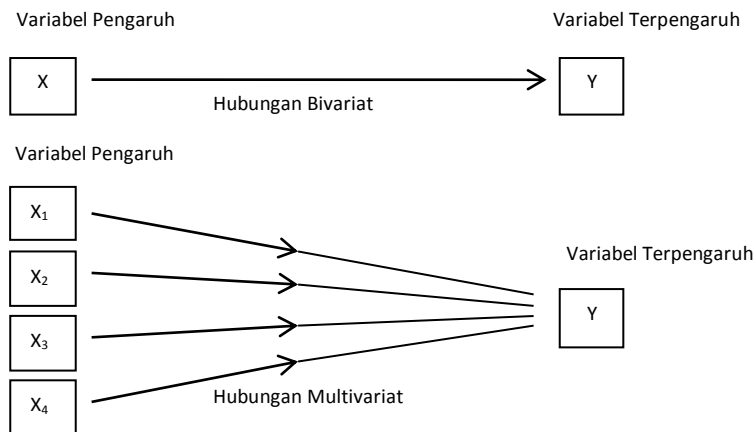 Variabel Pengaruh
Variabel Terpengaruh
X
Y
Hubungan Bivariat
Variabel Pengaruh
X₁
Variabel Terpengaruh
X₂
Y
X₃
Hubungan Multivariat
X₄